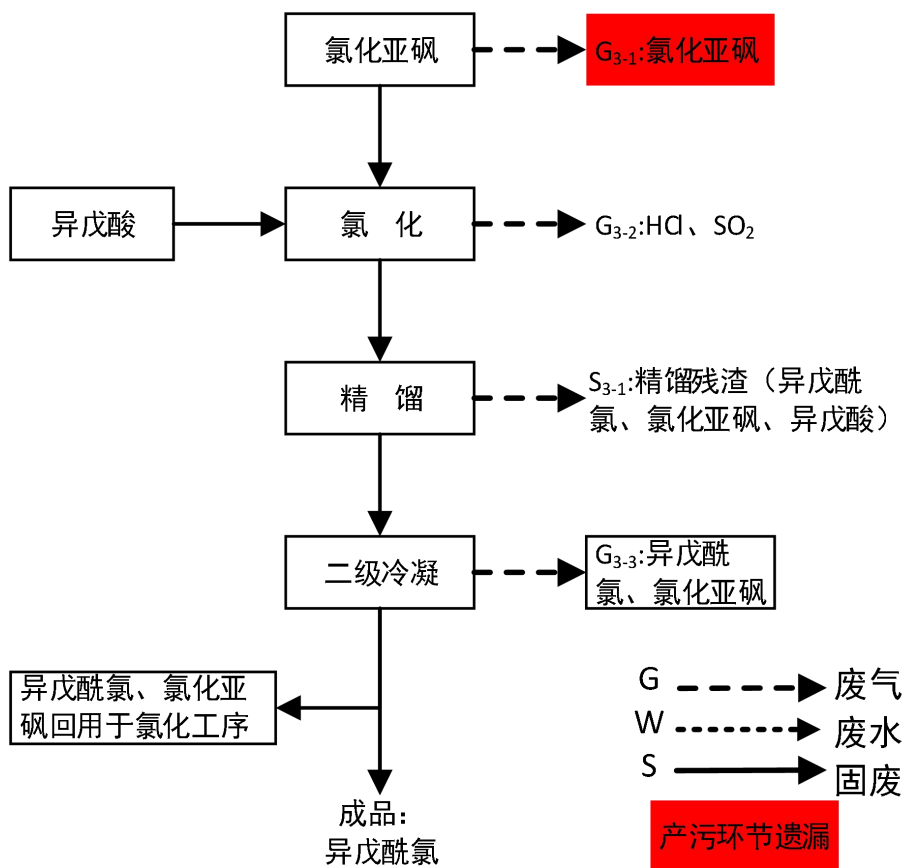 氯化亚砜
G3-1:氯化亚砜
异戊酸
氯 化
G3-2:HCl、SO2
精 馏
S3-1:精馏残渣（异戊酰
氯、氯化亚砜、异戊酸）
二级冷凝
G3-3:异戊酰
氯、氯化亚砜
异戊酰氯、氯化亚
砜回用于氯化工序
成品：
异戊酰氯
G 废气
W 废水
S 固废
产污环节遗漏